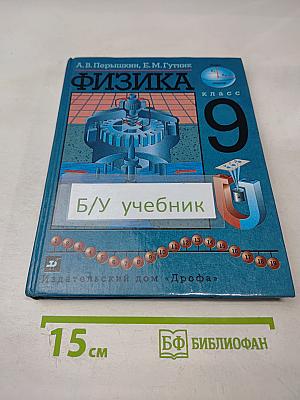 А. В. Перышкин, Е. М. Гутник
ФИЗИКА
класс
9
Б/У учебник
Издательский дом «Дрофа»
15 см
БФ БИБЛИОФАН